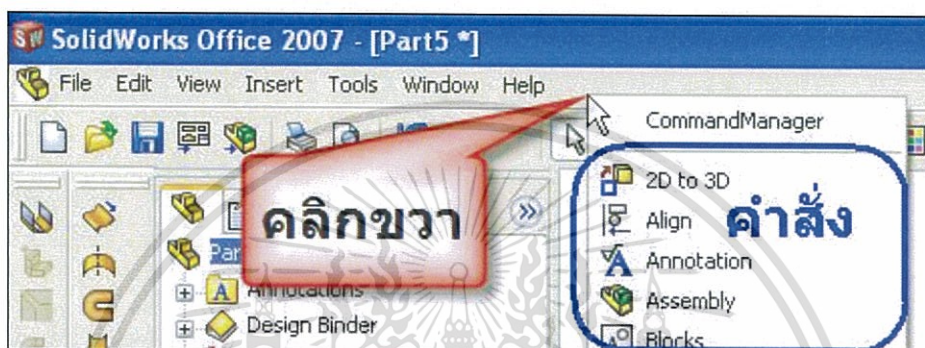 SolidWorks Office 2007 - [Part5 *]
File Edit View Insert Tools Window Help
CommandManager
2D to 3D
คลิกขวา
Align
คำสั่ง
Par
Annotation
Annotations
Assembly
Design Binder
Blocks